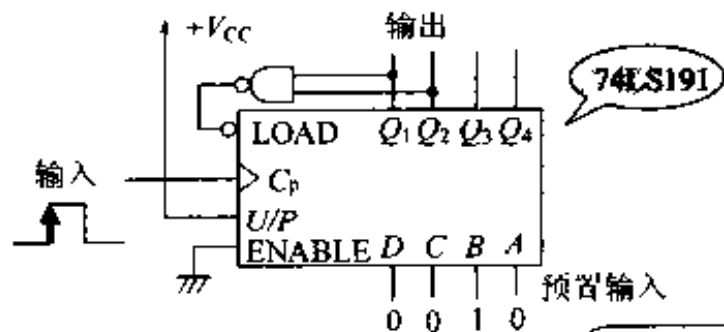 +V_CC 输出
74LS191
LOAD Q1 Q2 Q3 Q4
输入
Cp
U/P
ENABLE D C B A
预置输入
0 0 1 0